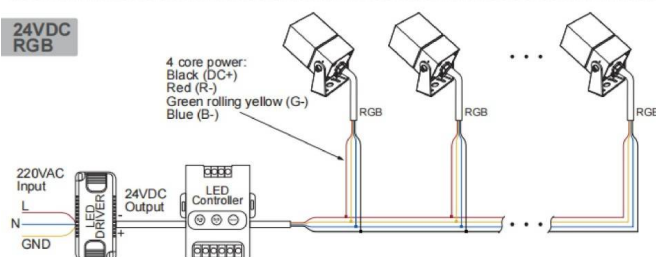 24VDC
RGB
4 core power:
Black (DC+)
Red (R-)
Green rolling yellow (G-)
Blue (B-)
RGB
RGB
RGB
220VAC
Input
L
N
GND
LED
DRIVER
24VDC
Output
-
+
LED
Controller